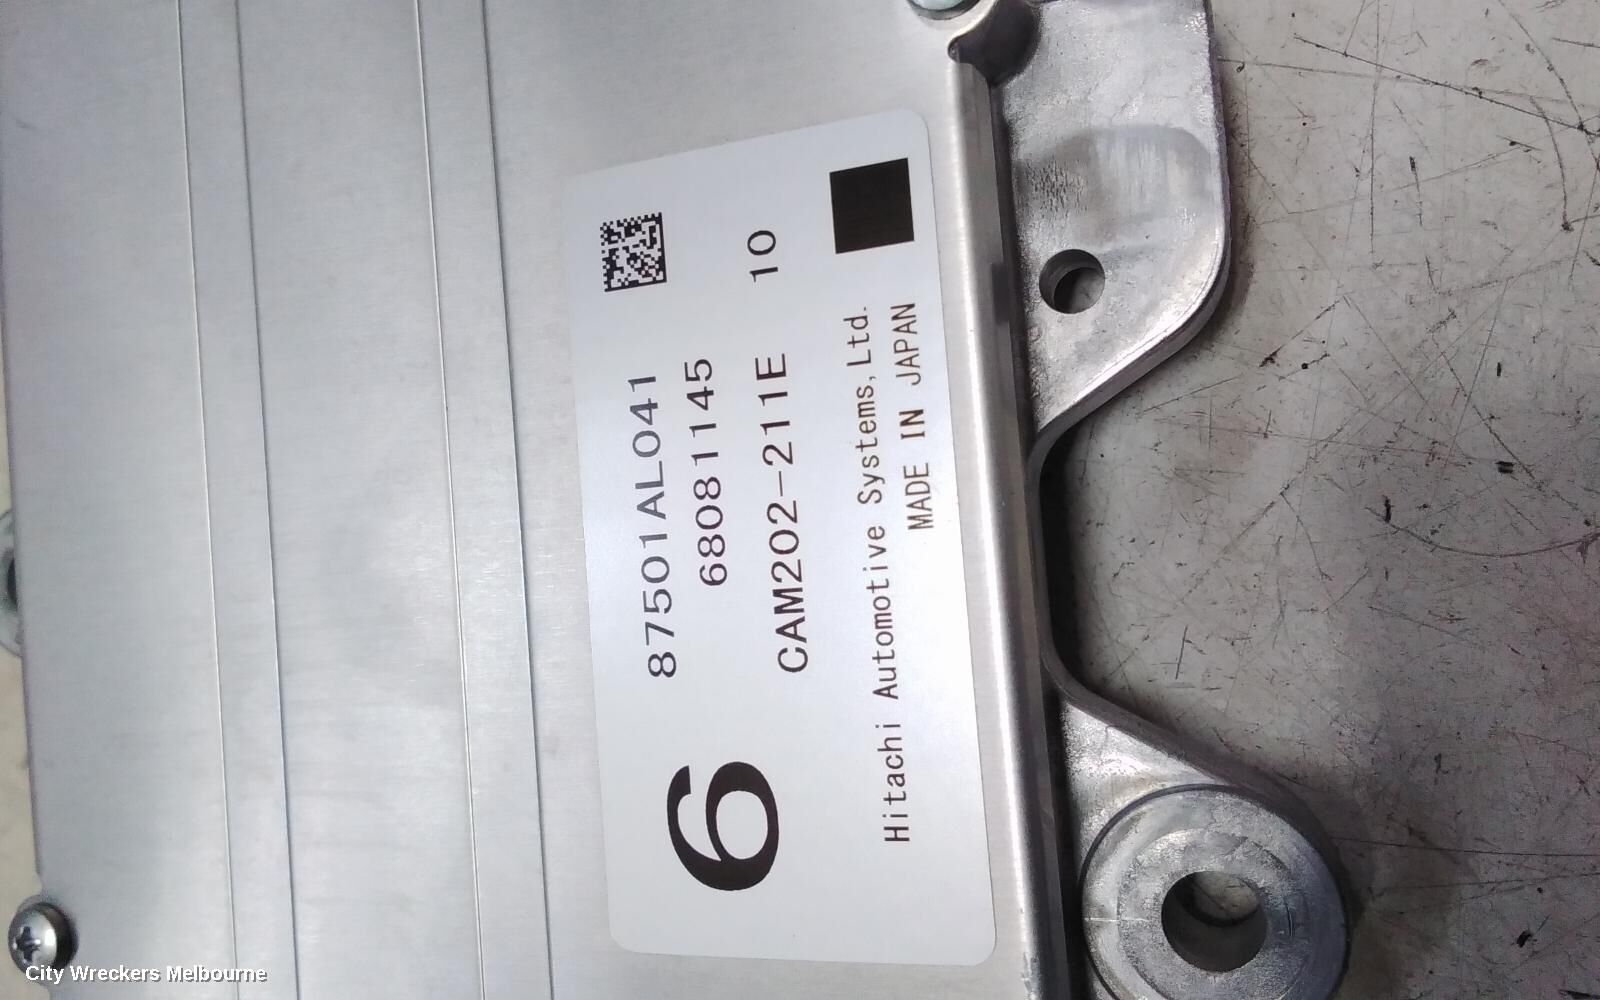 87501AL041
68081145
6
CAM202-211E 10
Hitachi Automotive Systems,Ltd.
MADE IN JAPAN
City Wreckers Melbourne